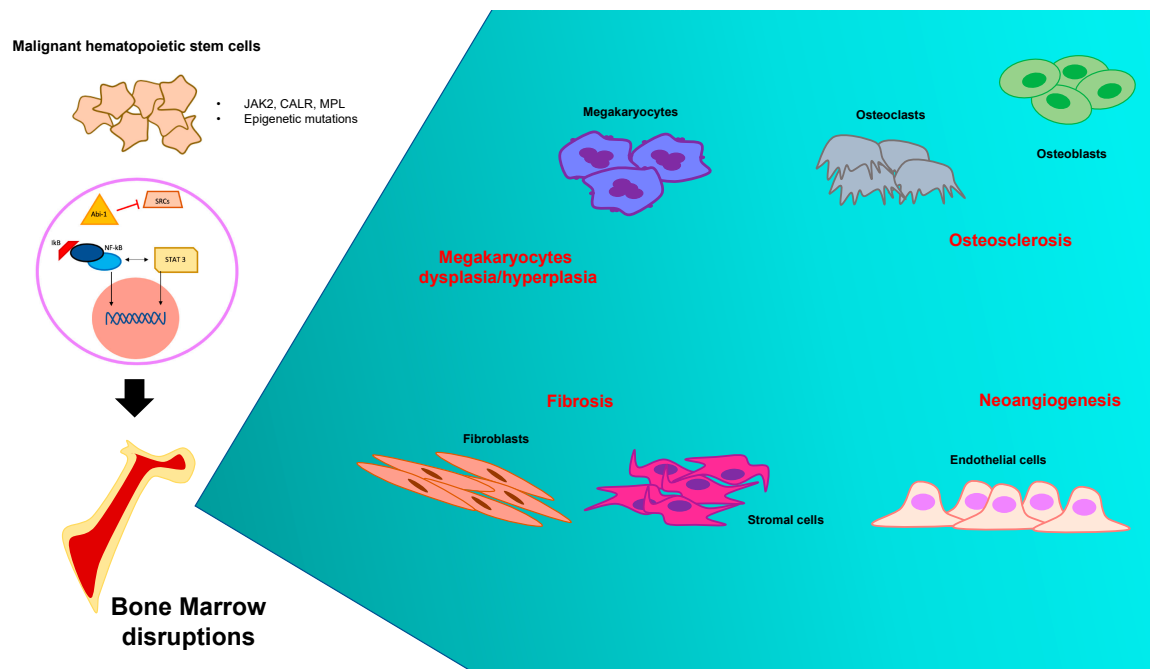 Malignant hematopoietic stem cells
• JAK2, CALR, MPL
• Epigenetic mutations
Abi-1
SRCs
IkB
NF-kB
STAT 3
Bone Marrow
disruptions
Megakaryocytes
Osteoclasts
Osteoblasts
Megakaryocytes
dysplasia/hyperplasia
Osteosclerosis
Fibrosis
Neoangiogenesis
Fibroblasts
Stromal cells
Endothelial cells